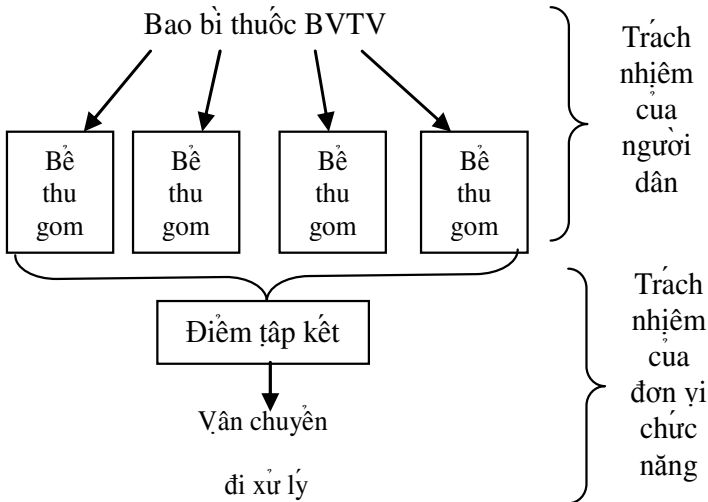 Bao bì thuốc BVTV
Bể
thu
gom
Bể
thu
gom
Bể
thu
gom
Bể
thu
gom
Trách
nhiệm
của
người
dân
Điểm tập kết
Vận chuyển
đi xử lý
Trách
nhiệm
của
đơn vị
chức
năng